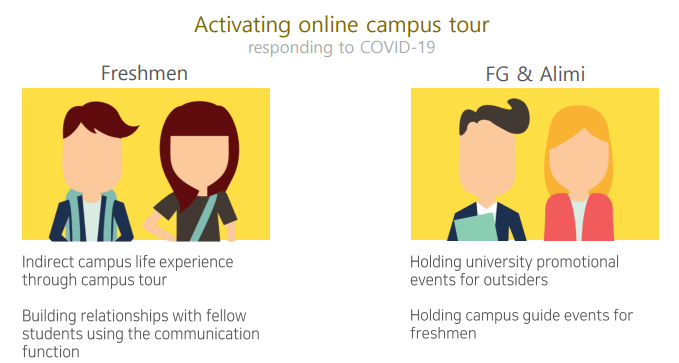 Activating online campus tour
responding to COVID-19
Freshmen
FG & Alimi
Indirect campus life experience
through campus tour
Building relationships with fellow
students using the communication
function
Holding university promotional
events for outsiders
Holding campus guide events for
freshmen